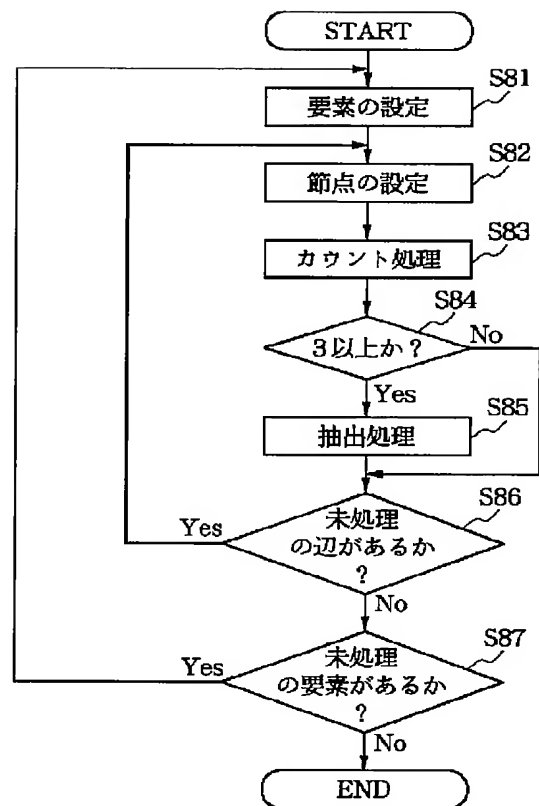 START
S81
要素の設定
S82
節点の設定
S83
カウント処理
S84
3以上か?
No
Yes
S85
抽出処理
S86
未処理
の辺があるか
?
Yes
No
S87
未処理
の要素があるか
?
Yes
No
END